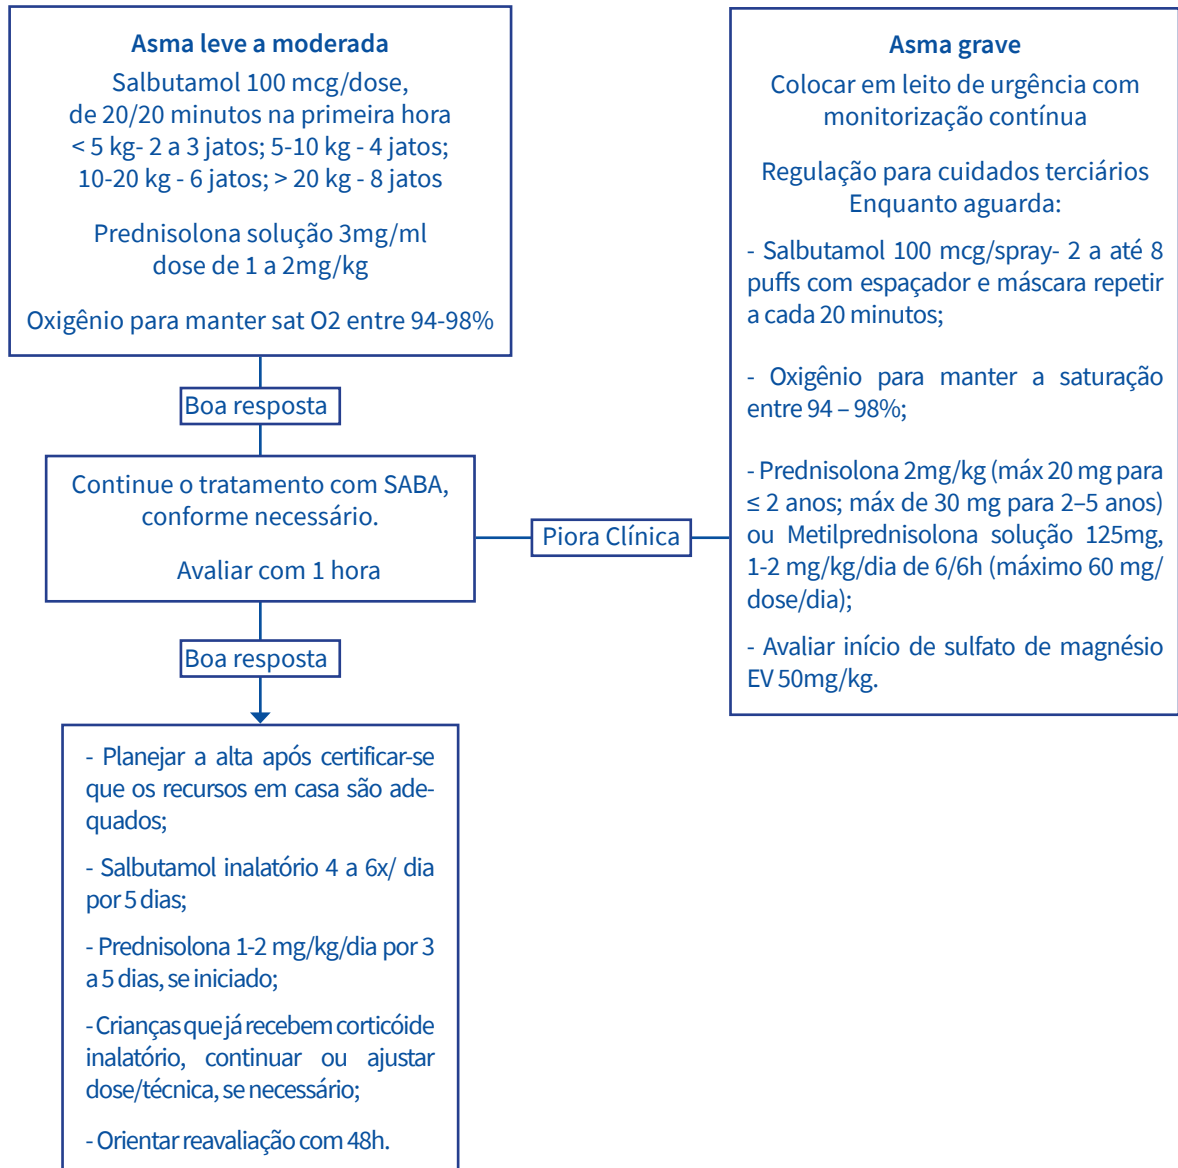 Asma leve a moderada
Salbutamol 100 mcg/dose,
de 20/20 minutos na primeira hora
< 5 kg- 2 a 3 jatos; 5-10 kg - 4 jatos;
10-20 kg - 6 jatos; > 20 kg - 8 jatos
Prednisolona solução 3mg/ml
dose de 1 a 2mg/kg
Oxigênio para manter sat O2 entre 94-98%
Boa resposta
Continue o tratamento com SABA,
conforme necessário.
Avaliar com 1 hora
Piora Clínica
Boa resposta
- Planejar a alta após certificar-se
que os recursos em casa são ade-
quados;
- Salbutamol inalatório 4 a 6x/ dia
por 5 dias;
- Prednisolona 1-2 mg/kg/dia por 3
a 5 dias, se iniciado;
- Crianças que já recebem corticóide
inalatório, continuar ou ajustar
dose/técnica, se necessário;
- Orientar reavaliação com 48h.
Asma grave
Colocar em leito de urgência com
monitorização contínua
Regulação para cuidados terciários
Enquanto aguarda:
- Salbutamol 100 mcg/spray- 2 a até 8
puffs com espaçador e máscara repetir
a cada 20 minutos;
- Oxigênio para manter a saturação
entre 94 – 98%;
- Prednisolona 2mg/kg (máx 20 mg para
≤ 2 anos; máx de 30 mg para 2–5 anos)
ou Metilprednisolona solução 125mg,
1-2 mg/kg/dia de 6/6h (máximo 60 mg/
dose/dia);
- Avaliar início de sulfato de magnésio
EV 50mg/kg.